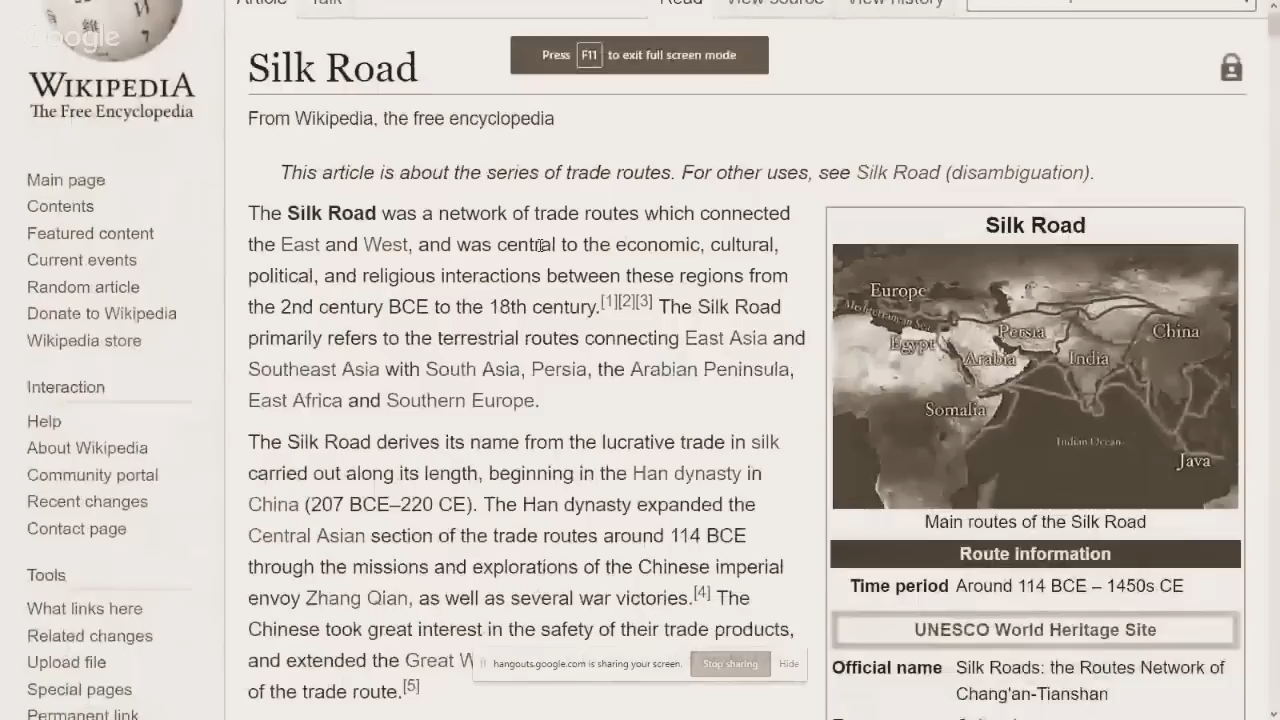 Article Talk Read View source View history
Google
WIKIPEDIA
The Free Encyclopedia
Main page
Contents
Featured content
Current events
Random article
Donate to Wikipedia
Wikipedia store
Interaction
Help
About Wikipedia
Community portal
Recent changes
Contact page
Tools
What links here
Related changes
Upload file
Special pages
Permanent link
Press F11 to exit full screen mode
Silk Road
From Wikipedia, the free encyclopedia
This article is about the series of trade routes. For other uses, see Silk Road (disambiguation).
The Silk Road was a network of trade routes which connected
the East and West, and was central to the economic, cultural,
political, and religious interactions between these regions from
the 2nd century BCE to the 18th century.[1][2][3] The Silk Road
primarily refers to the terrestrial routes connecting East Asia and
Southeast Asia with South Asia, Persia, the Arabian Peninsula,
East Africa and Southern Europe.
The Silk Road derives its name from the lucrative trade in silk
carried out along its length, beginning in the Han dynasty in
China (207 BCE–220 CE). The Han dynasty expanded the
Central Asian section of the trade routes around 114 BCE
through the missions and explorations of the Chinese imperial
envoy Zhang Qian, as well as several war victories.[4] The
Chinese took great interest in the safety of their trade products,
and extended the Great W
of the trade route.[5]
hangouts.google.com is sharing your screen. Stop sharing Hide
Silk Road
Europe
Mediterranean Sea
Egypt
Persia
Arabia
India
China
Somalia
Indian Ocean
Java
Main routes of the Silk Road
Route information
Time period Around 114 BCE – 1450s CE
UNESCO World Heritage Site
Official name Silk Roads: the Routes Network of
Chang'an-Tianshan